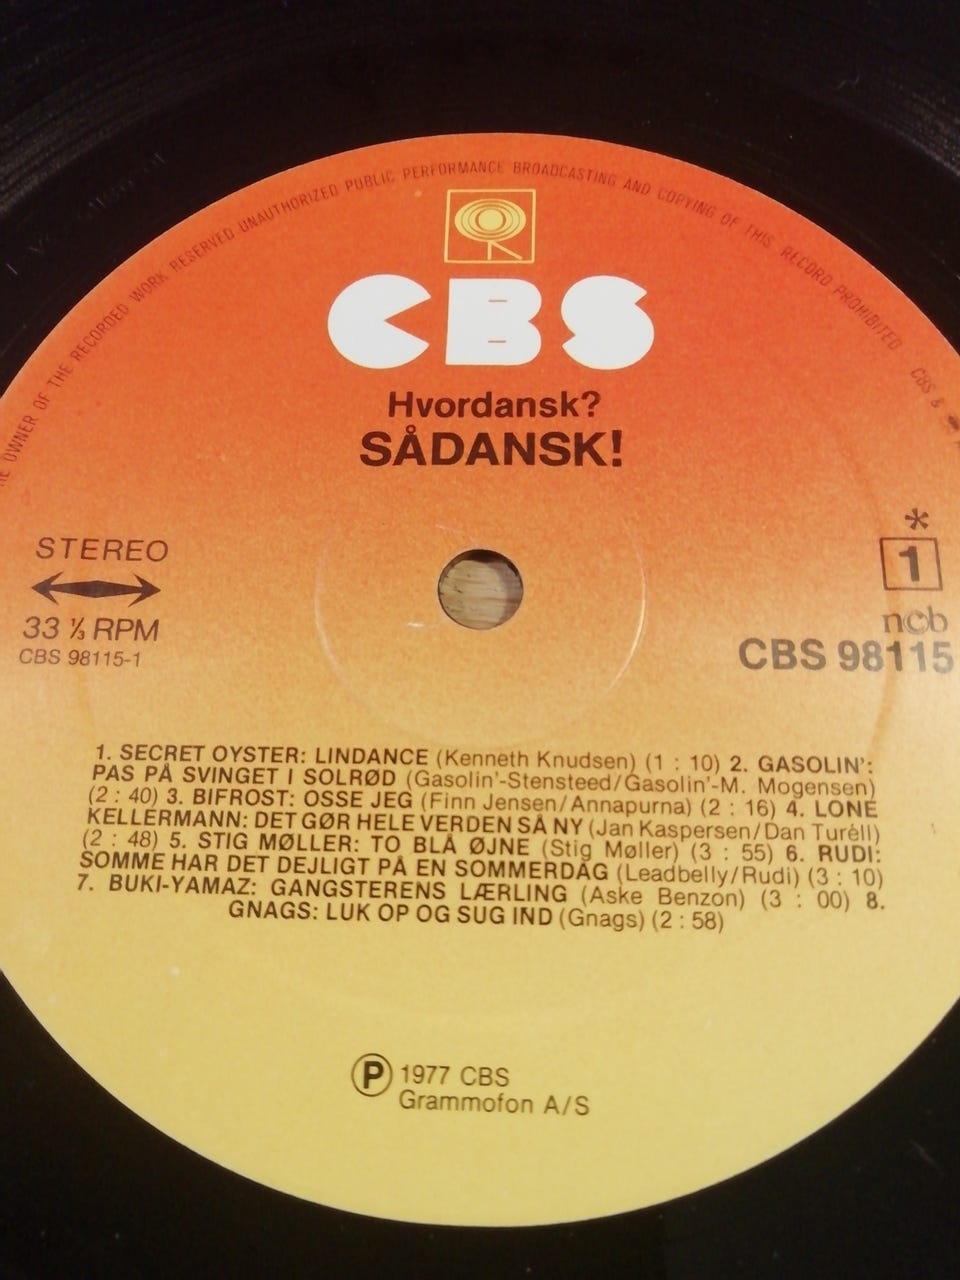 THE OWNER OF THE RECORDED WORK RESERVED UNAUTHORIZED PUBLIC PERFORMANCE BROADCASTING AND COPYING OF THIS RECORD PROHIBITED CBS &
CBS
Hvordansk?
SÅDANSK!
STEREO
33 ⅓ RPM
CBS 98115-1
*
1
ncb
CBS 98115
1. SECRET OYSTER: LINDANCE (Kenneth Knudsen) (1 : 10) 2. GASOLIN':
PAS PÅ SVINGET I SOLRØD (Gasolin'-Stensteed/Gasolin'-M. Mogensen)
(2 : 40) 3. BIFROST: OSSE JEG (Finn Jensen/Annapurna) (2 : 16) 4. LONE
KELLERMANN: DET GØR HELE VERDEN SÅ NY (Jan Kaspersen/Dan Turéll)
(2 : 48) 5. STIG MØLLER: TO BLÅ ØJNE (Stig Møller) (3 : 55) 6. RUDI:
SOMME HAR DET DEJLIGT PÅ EN SOMMERDAG (Leadbelly/Rudi) (3 : 10)
7. BUKI-YAMAZ: GANGSTERENS LÆRLING (Aske Benzon) (3 : 00) 8.
GNAGS: LUK OP OG SUG IND (Gnags) (2 : 58)
Ⓟ 1977 CBS
Grammofon A/S